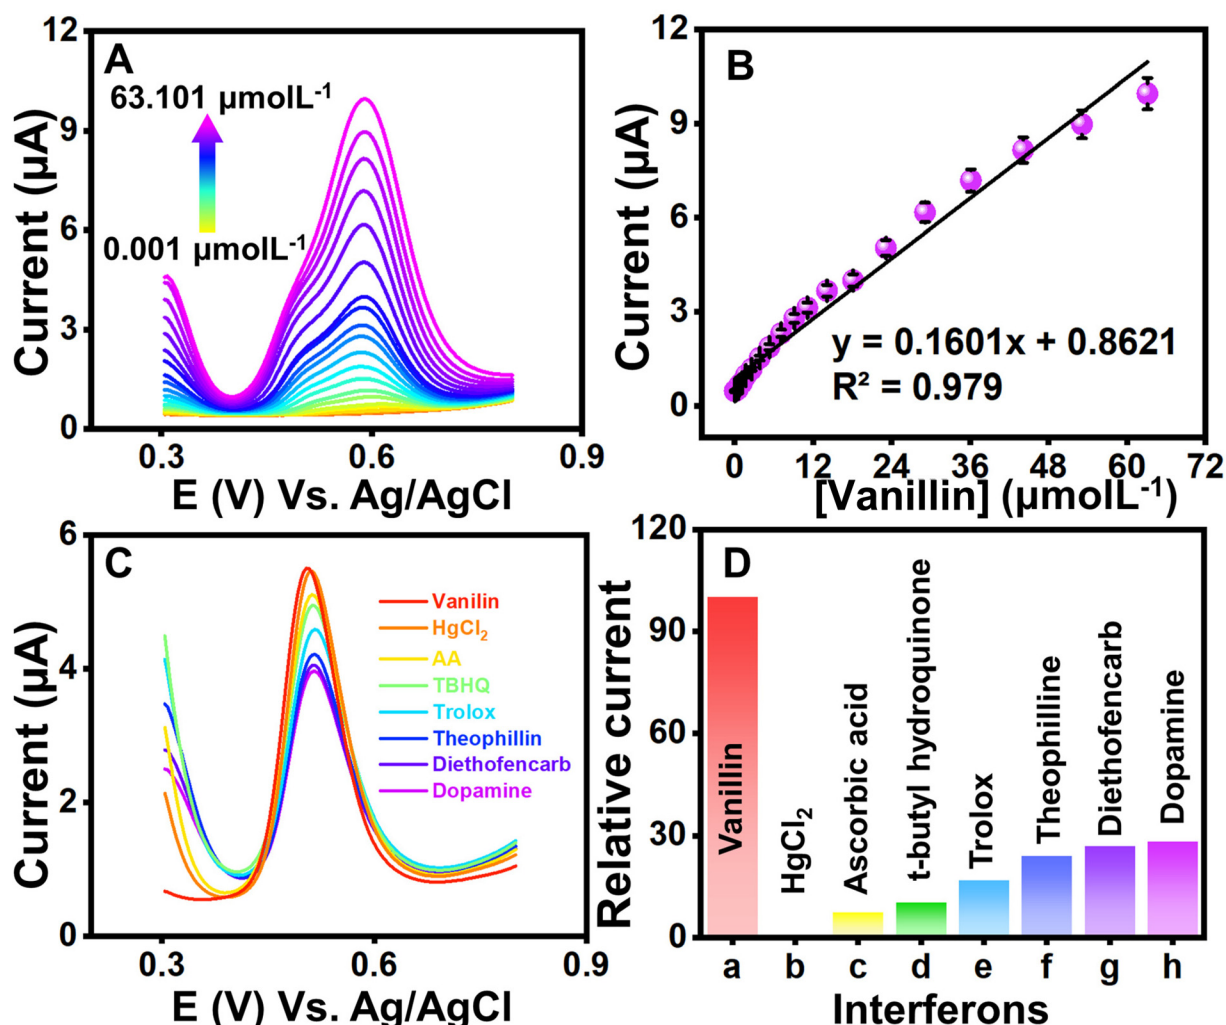 A
12
9
6
3
0
Current (µA)
63.101 µmolL-1
0.001 µmolL-1
0.3
0.6
0.9
E (V) Vs. Ag/AgCl
B
12
9
6
3
0
Current (µA)
y = 0.1601x + 0.8621
R² = 0.979
0
12
24
36
48
60
72
[Vanillin] (µmolL-1)
C
6
4
2
0
Current (µA)
Vanilin
HgCl2
AA
TBHQ
Trolox
Theophillin
Diethofencarb
Dopamine
0.3
0.6
0.9
E (V) Vs. Ag/AgCl
D
120
90
60
30
0
Relative current
Vanillin
HgCl2
Ascorbic acid
t-butyl hydroquinone
Trolox
Theophilline
Diethofencarb
Dopamine
a
b
c
d
e
f
g
h
Interferons